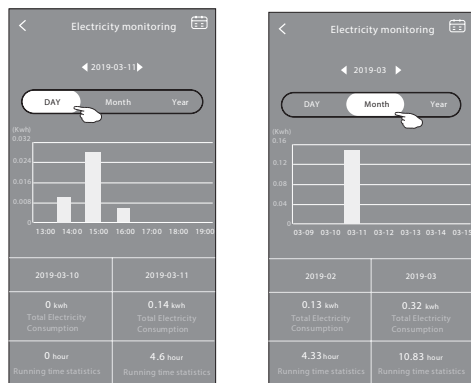 Electricity monitoring
2019-03-11
DAY Month Year
(Kwh)
0.032
0.024
0.016
0.008
0
13:00 14:00 15:00 16:00 17:00 18:00 19:00
2019-03-10 2019-03-11
0 kwh 0.14 kwh
Total Electricity Total Electricity
Consumption Consumption
0 hour 4.6 hour
Running time statistics Running time statistics
Electricity monitoring
2019-03
DAY Month Year
(Kwh)
0.16
0.12
0.08
0.04
0
03-09 03-10 03-11 03-12 03-13 03-14 03-15
2019-02 2019-03
0.13 kwh 0.32 kwh
Total Electricity Total Electricity
Consumption Consumption
4.33 hour 10.83 hour
Running time statistics Running time statistics